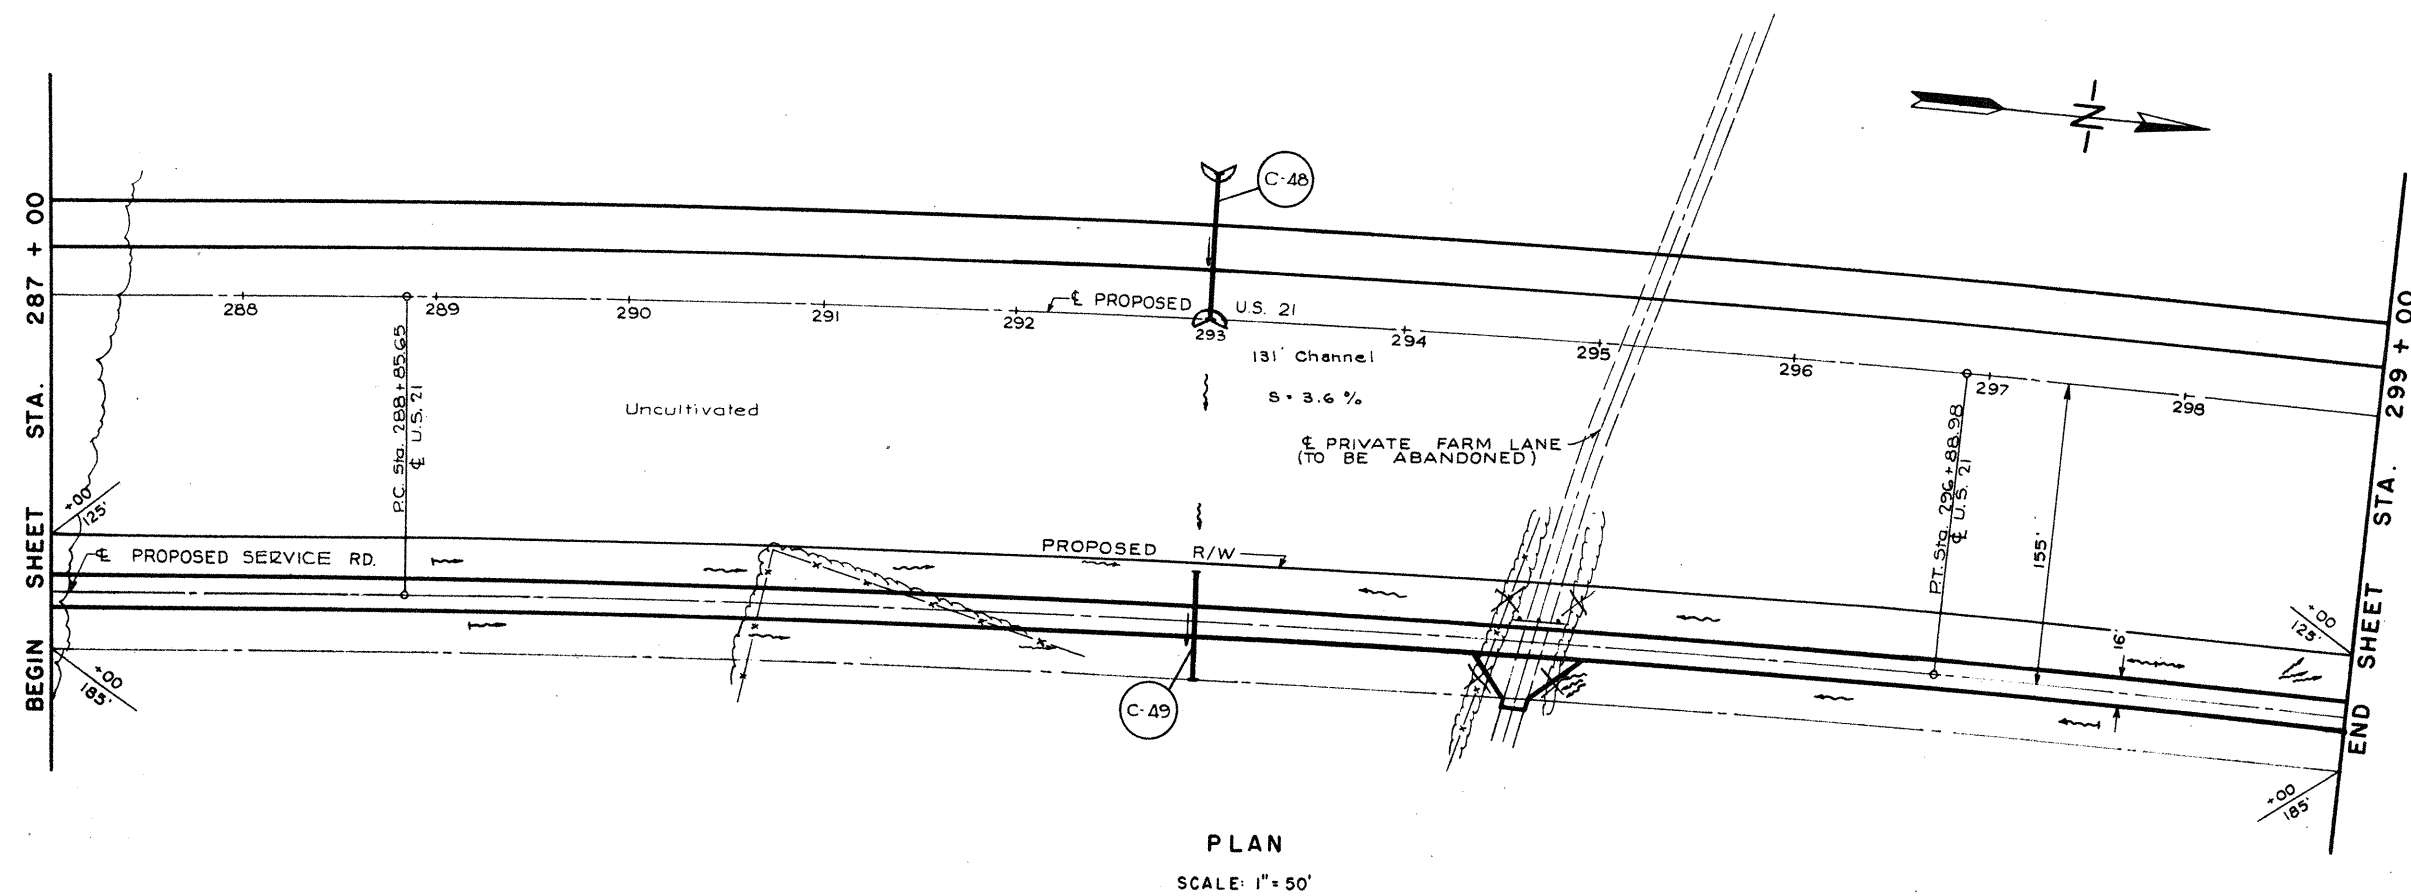 BEGIN SHEET STA. 287 + 00
N
C-48
℄ PROPOSED U.S. 21
288
289
290
291
292
293
294
295
296
297
298
131' Channel
S = 3.6 %
Uncultivated
P.C. Sta. 288+85.65
℄ U.S. 21
℄ PRIVATE FARM LANE
(TO BE ABANDONED)
P.T. Sta. 296+88.98
℄ U.S. 21
155'
16'
+00
125'
℄ PROPOSED SERVICE RD.
PROPOSED R/W
+00
185'
C-49
+00
125'
+00
185'
END SHEET STA. 299 + 00
PLAN
SCALE: 1" = 50'